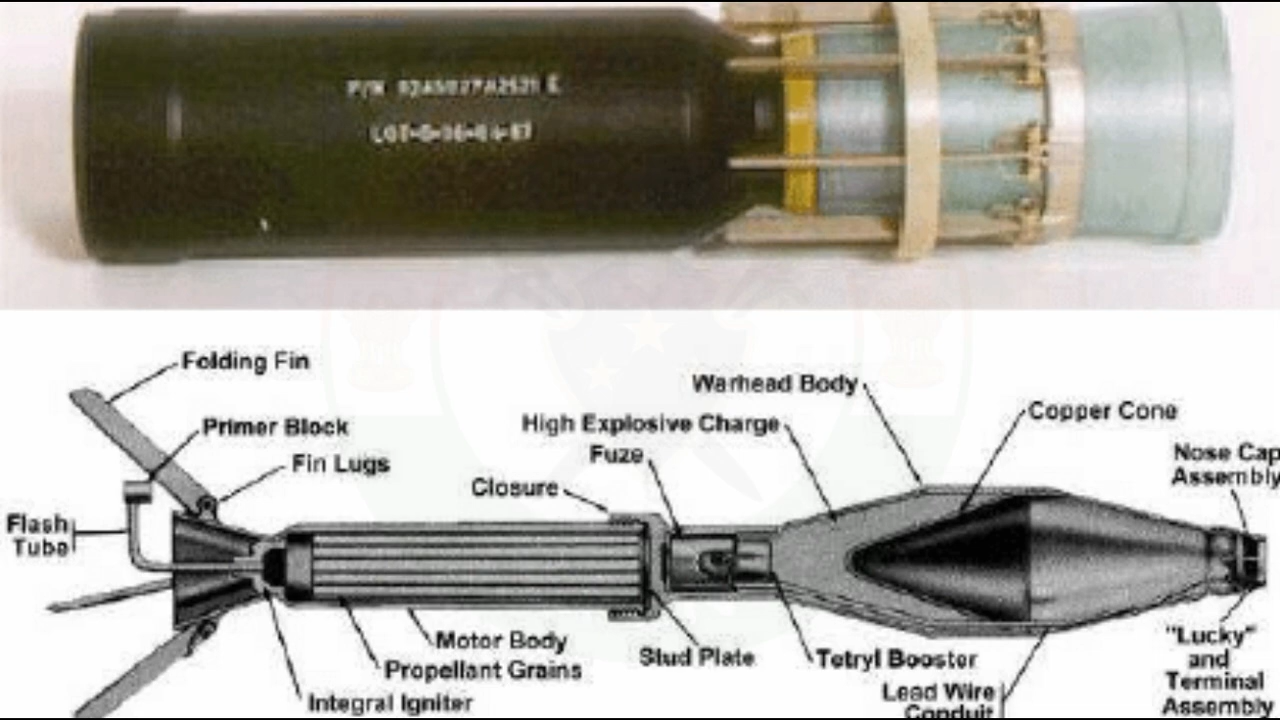 LOT-
Folding Fin
Primer Block
Fin Lugs
Flash
Tube
Closure
Fuze
High Explosive Charge
Warhead Body
Copper Cone
Nose Cap
Assembly
Motor Body
Propellant Grains
Integral Igniter
Stud Plate
Tetryl Booster
Lead Wire
Conduit
"Lucky"
and
Terminal
Assembly